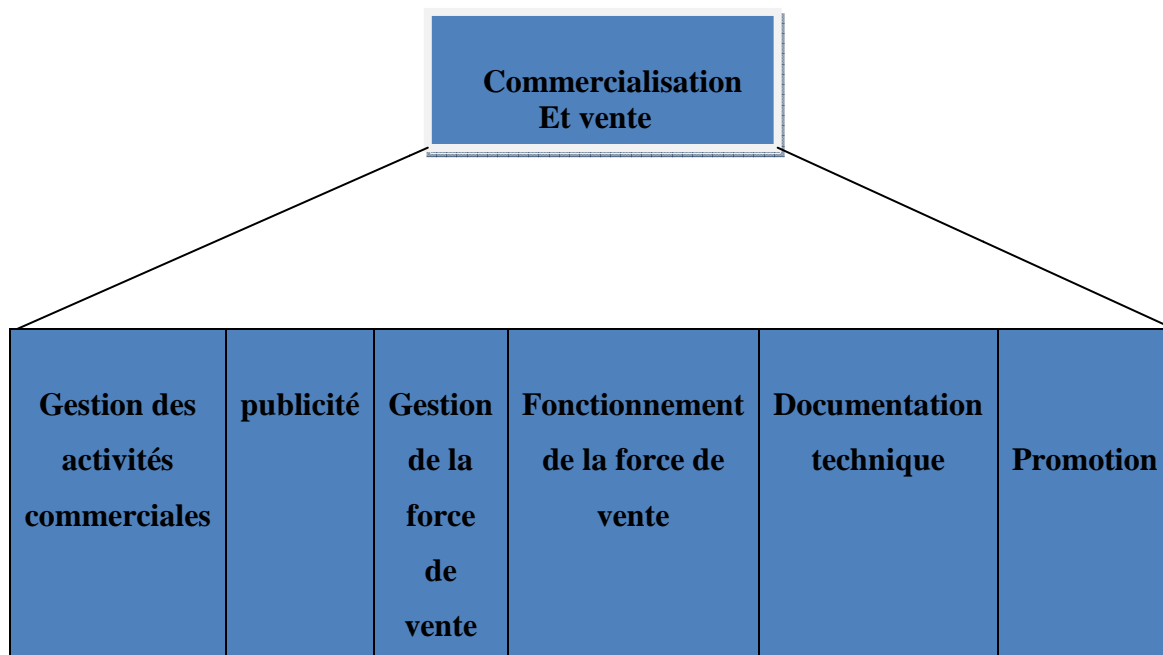 Commercialisation
Et vente
Gestion des
activités
commerciales
publicité
Gestion
de la
force
de
vente
Fonctionnement
de la force de
vente
Documentation
technique
Promotion